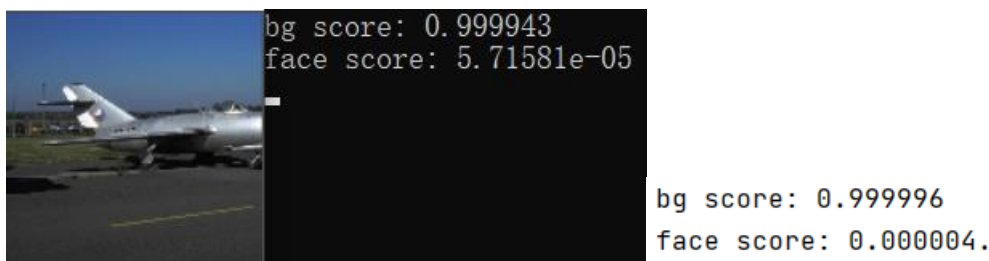 bg score: 0.999943
face score: 5.71581e-05
bg score: 0.999996
face score: 0.000004.